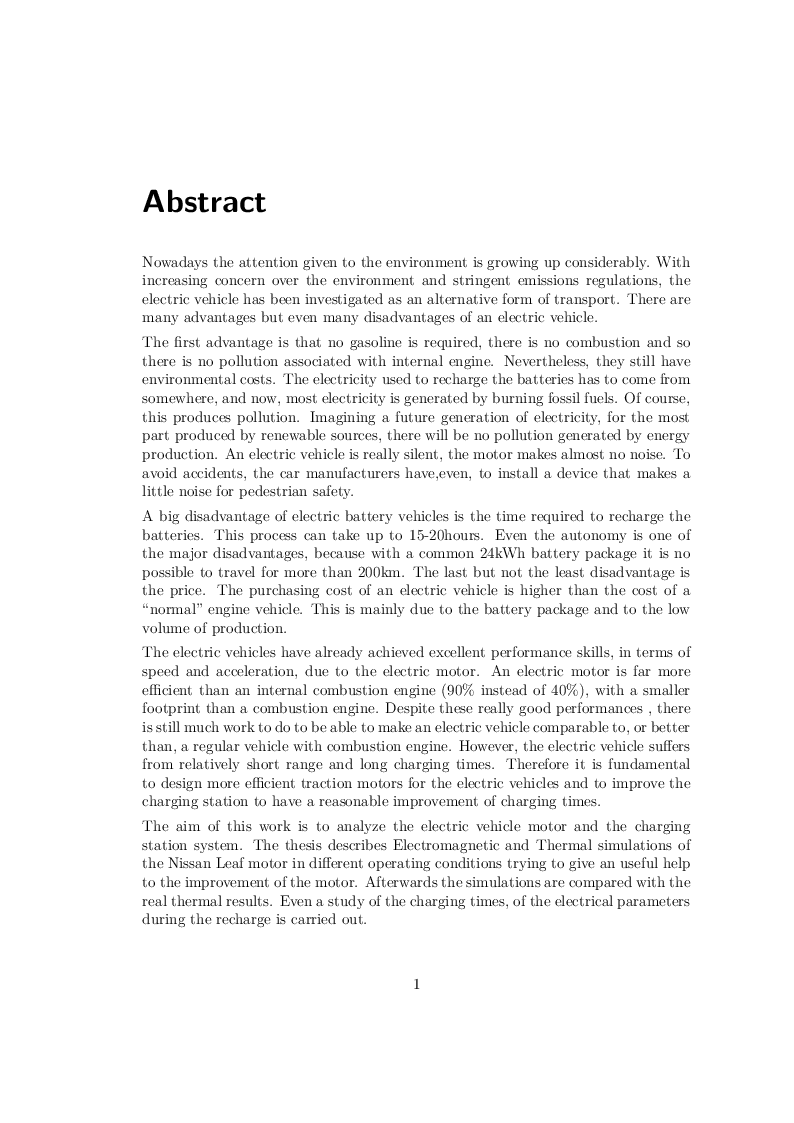 Abstract
Nowadays the attention given to the environment is growing up considerably. With
increasing concern over the environment and stringent emissions regulations, the
electric vehicle has been investigated as an alternative form of transport. There are
many advantages but even many disadvantages of an electric vehicle.
The first advantage is that no gasoline is required, there is no combustion and so
there is no pollution associated with internal engine. Nevertheless, they still have
environmental costs. The electricity used to recharge the batteries has to come from
somewhere, and now, most electricity is generated by burning fossil fuels. Of course,
this produces pollution. Imagining a future generation of electricity, for the most
part produced by renewable sources, there will be no pollution generated by energy
production. An electric vehicle is really silent, the motor makes almost no noise. To
avoid accidents, the car manufacturers have,even, to install a device that makes a
little noise for pedestrian safety.
A big disadvantage of electric battery vehicles is the time required to recharge the
batteries. This process can take up to 15-20hours. Even the autonomy is one of
the major disadvantages, because with a common 24kWh battery package it is no
possible to travel for more than 200km. The last but not the least disadvantage is
the price. The purchasing cost of an electric vehicle is higher than the cost of a
“normal” engine vehicle. This is mainly due to the battery package and to the low
volume of production.
The electric vehicles have already achieved excellent performance skills, in terms of
speed and acceleration, due to the electric motor. An electric motor is far more
efficient than an internal combustion engine (90% instead of 40%), with a smaller
footprint than a combustion engine. Despite these really good performances , there
is still much work to do to be able to make an electric vehicle comparable to, or better
than, a regular vehicle with combustion engine. However, the electric vehicle suffers
from relatively short range and long charging times. Therefore it is fundamental
to design more efficient traction motors for the electric vehicles and to improve the
charging station to have a reasonable improvement of charging times.
The aim of this work is to analyze the electric vehicle motor and the charging
station system. The thesis describes Electromagnetic and Thermal simulations of
the Nissan Leaf motor in different operating conditions trying to give an useful help
to the improvement of the motor. Afterwards the simulations are compared with the
real thermal results. Even a study of the charging times, of the electrical parameters
during the recharge is carried out.
1